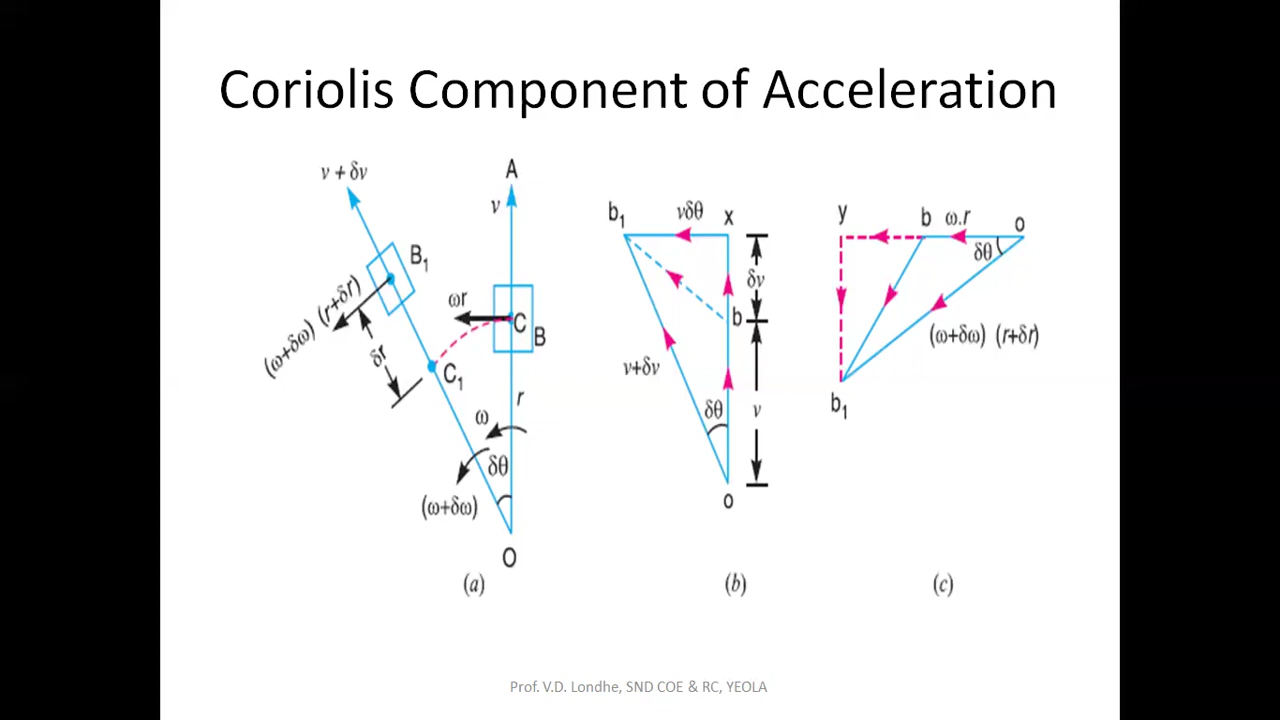 Coriolis Component of Acceleration
v + δv
A
v
B₁
ωr
C
B
(ω+δω) (r+δr)
δr
C₁
r
ω
δθ
(ω+δω)
O
(a)
b₁
vδθ
x
δv
b
v+δv
δθ
v
o
(b)
y
b
ω.r
o
δθ
(ω+δω) (r+δr)
b₁
(c)
Prof. V.D. Londhe, SND COE & RC, YEOLA